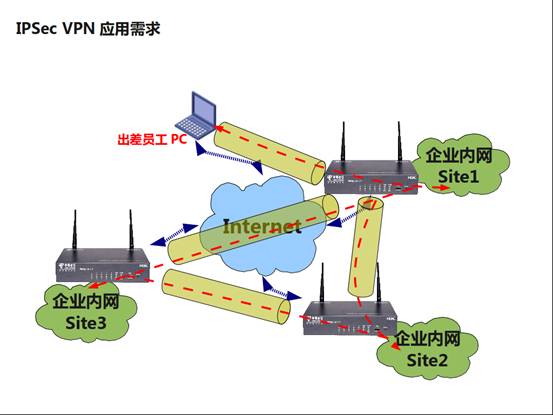 IPSec VPN 应用需求
出差员工 PC
企业内网
Site1
Internet
企业内网
Site3
企业内网
Site2